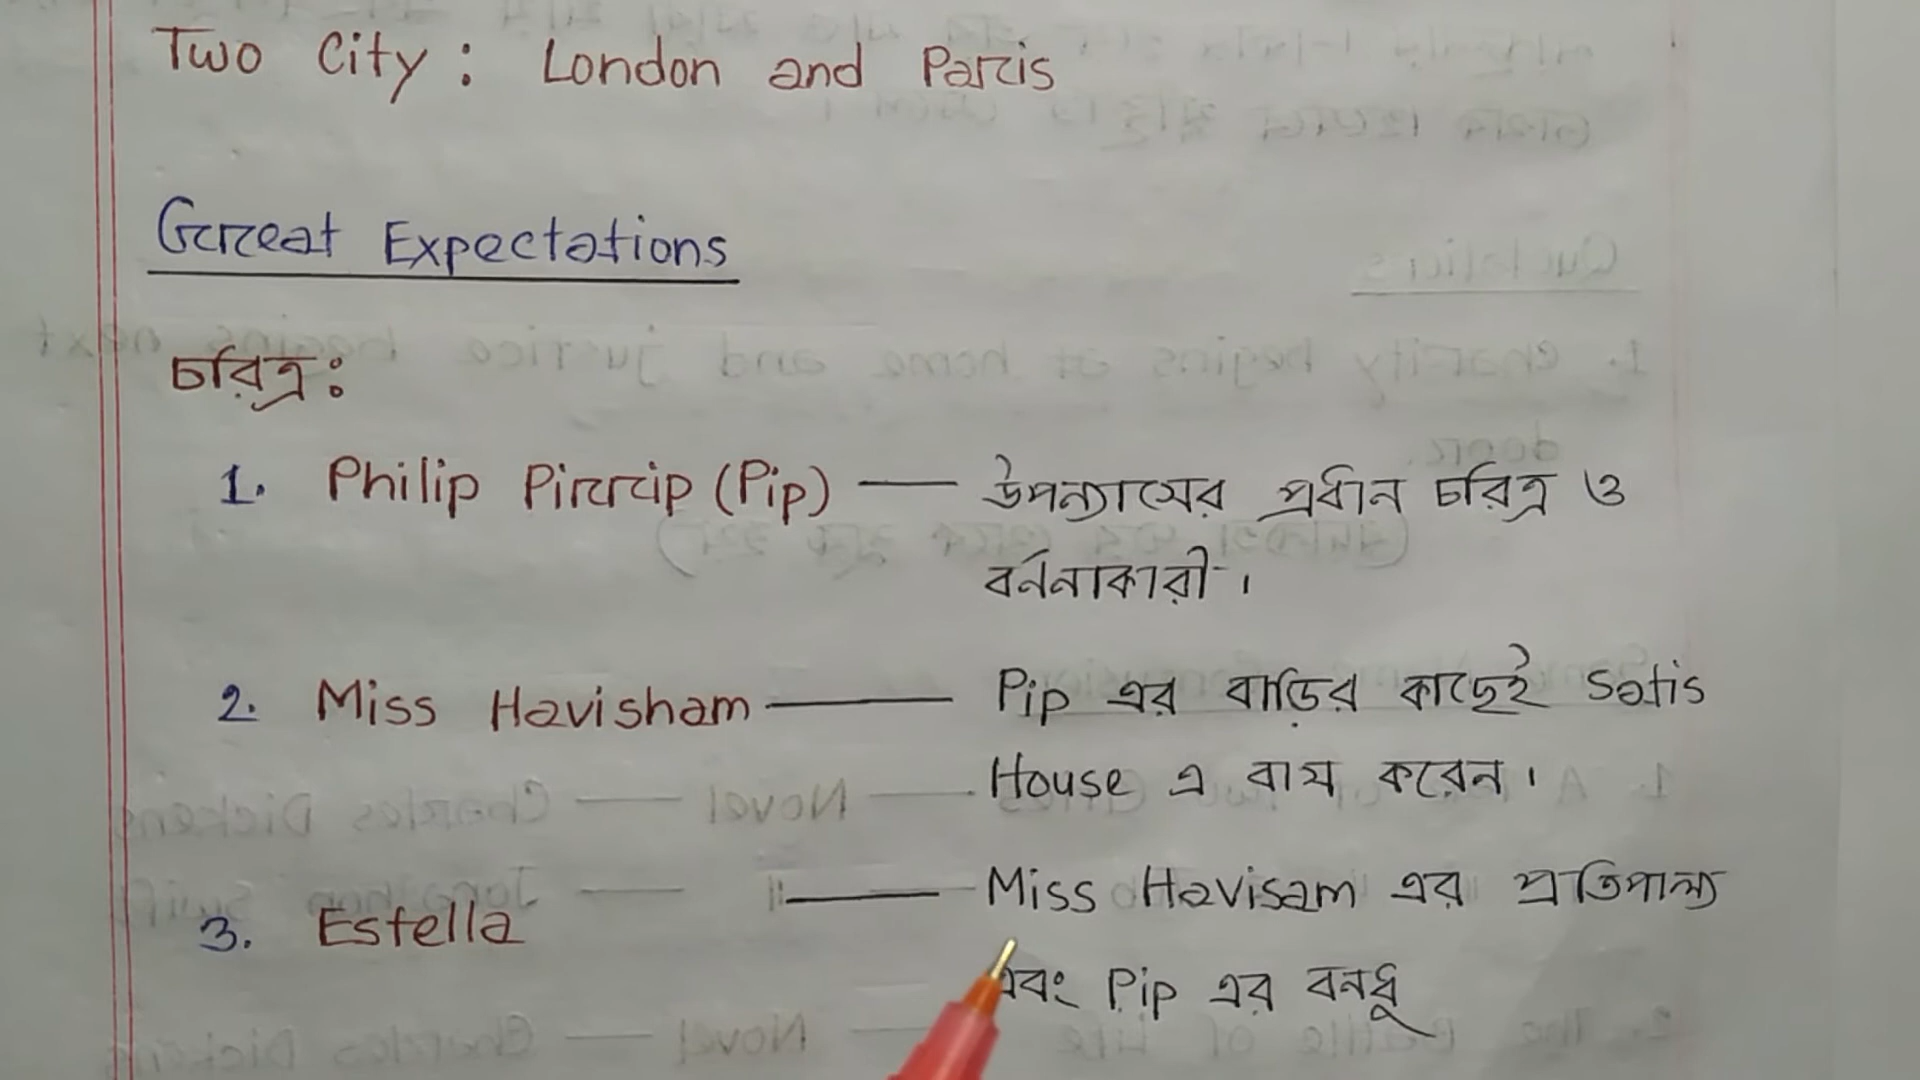 Two City : London and Paris
Great Expectations
চরিত্র :
1. Philip Pirrip (Pip) — উপন্যাসের প্রধান চরিত্র ও
বর্ননাকারী ।
2. Miss Havisham — Pip এর বাড়ির কাছেই Satis
House এ বাস করেন ।
3. Estella — Miss Havisam এর প্রতিপাল্য
এবং Pip এর বন্ধু